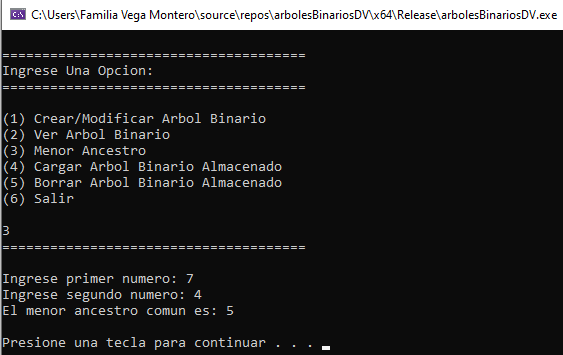 C:\Users\Familia Vega Montero\source\repos\arbolesBinariosDV\x64\Release\arbolesBinariosDV.exe
======================================
Ingrese Una Opcion:
======================================
(1) Crear/Modificar Arbol Binario
(2) Ver Arbol Binario
(3) Menor Ancestro
(4) Cargar Arbol Binario Almacenado
(5) Borrar Arbol Binario Almacenado
(6) Salir
3
======================================
Ingrese primer numero: 7
Ingrese segundo numero: 4
El menor ancestro comun es: 5
Presione una tecla para continuar . . .